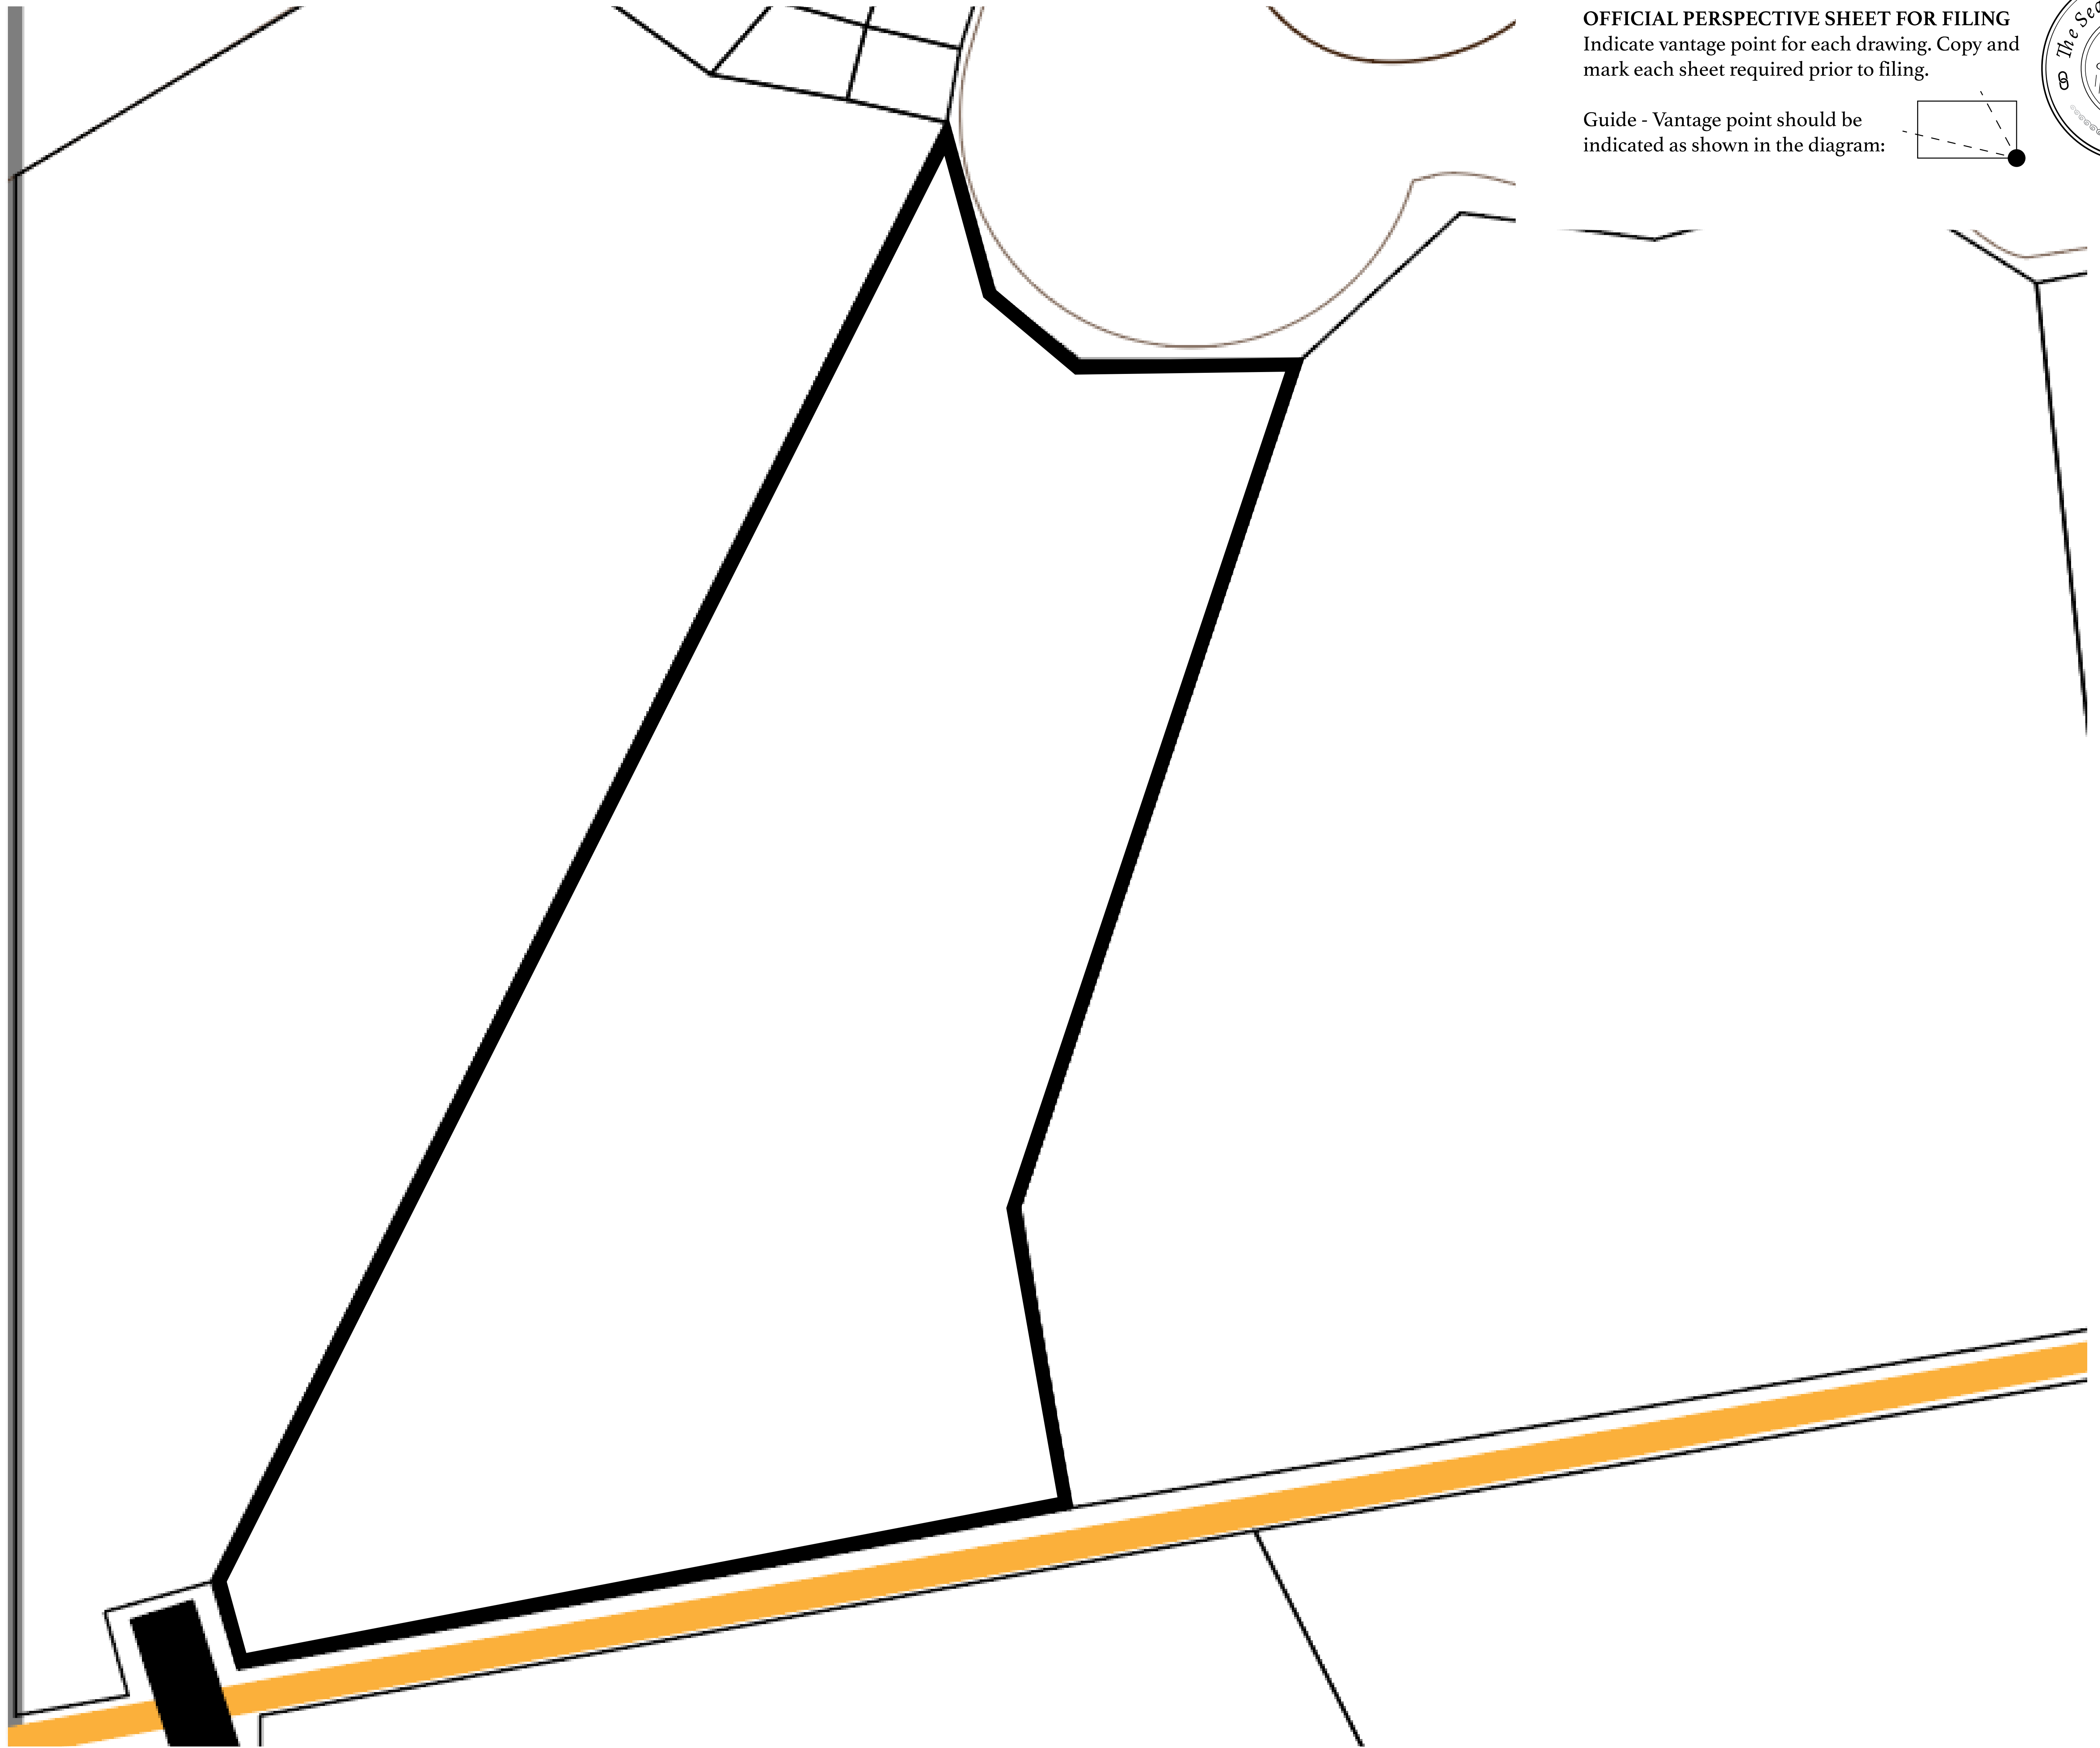 OFFICIAL PERSPECTIVE SHEET FOR FILING
Indicate vantage point for each drawing. Copy and
mark each sheet required prior to filing.
Guide - Vantage point should be
indicated as shown in the diagram:
The